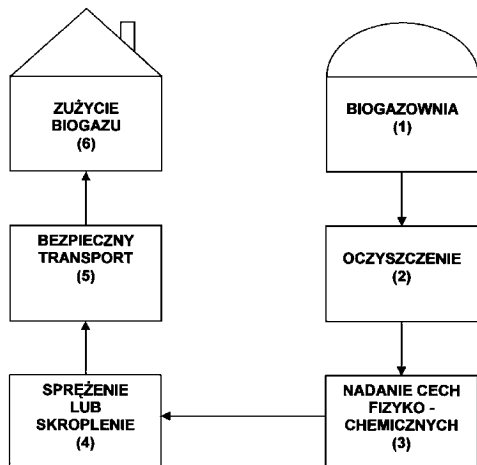 ZUŻYCIE
BIOGAZU
(6)
BIOGAZOWNIA
(1)
BEZPIECZNY
TRANSPORT
(5)
OCZYSZCZENIE
(2)
SPRĘŻENIE
LUB
SKROPLENIE
(4)
NADANIE CECH
FIZYKO -
CHEMICZNYCH
(3)